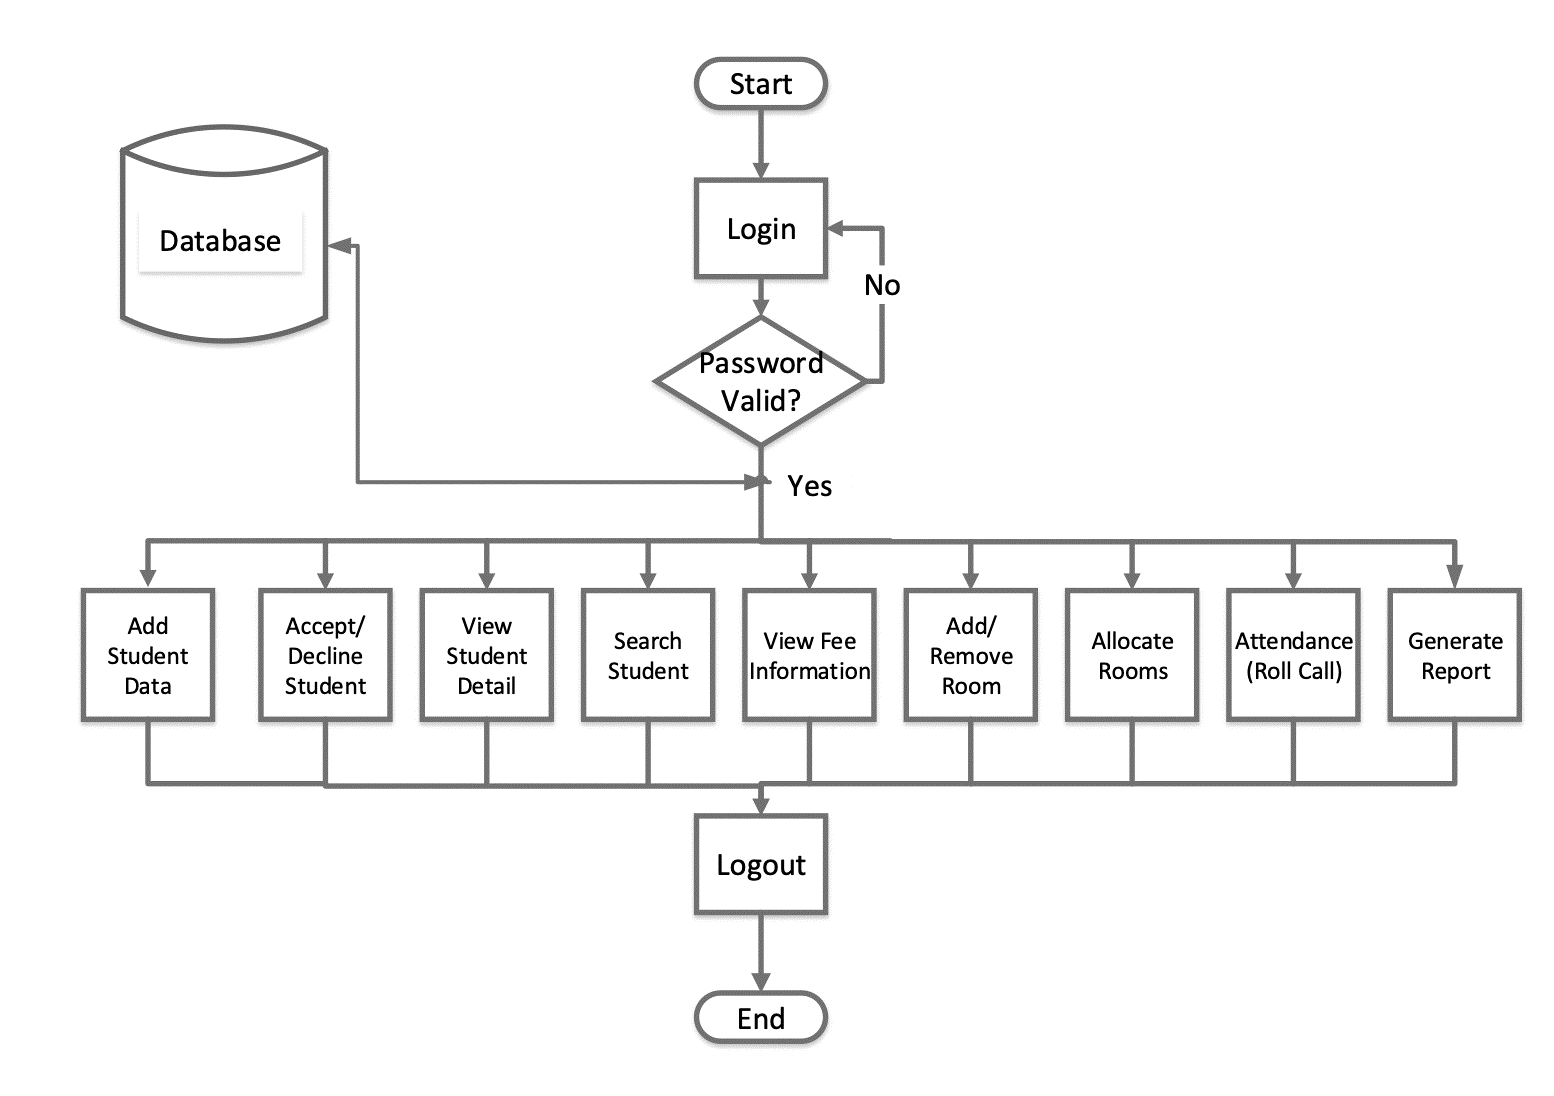 Start
Database
Login
No
Password
Valid?
Yes
Add
Student
Data
Accept/
Decline
Student
View
Student
Detail
Search
Student
View Fee
Information
Add/
Remove
Room
Allocate
Rooms
Attendance
(Roll Call)
Generate
Report
Logout
End